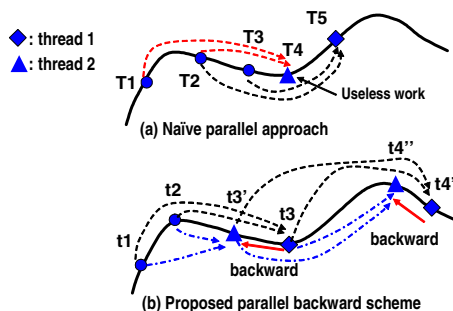 : thread 1
: thread 2
T1
T2
T3
T4
T5
Useless work
(a) Naïve parallel approach
t1
t2
t3'
t3
t4''
t4'
backward
backward
(b) Proposed parallel backward scheme